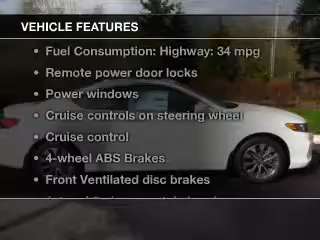 VEHICLE FEATURES
• Fuel Consumption: Highway: 34 mpg
• Remote power door locks
• Power windows
• Cruise controls on steering wheel
• Cruise control
• 4-wheel ABS Brakes
• Front Ventilated disc brakes